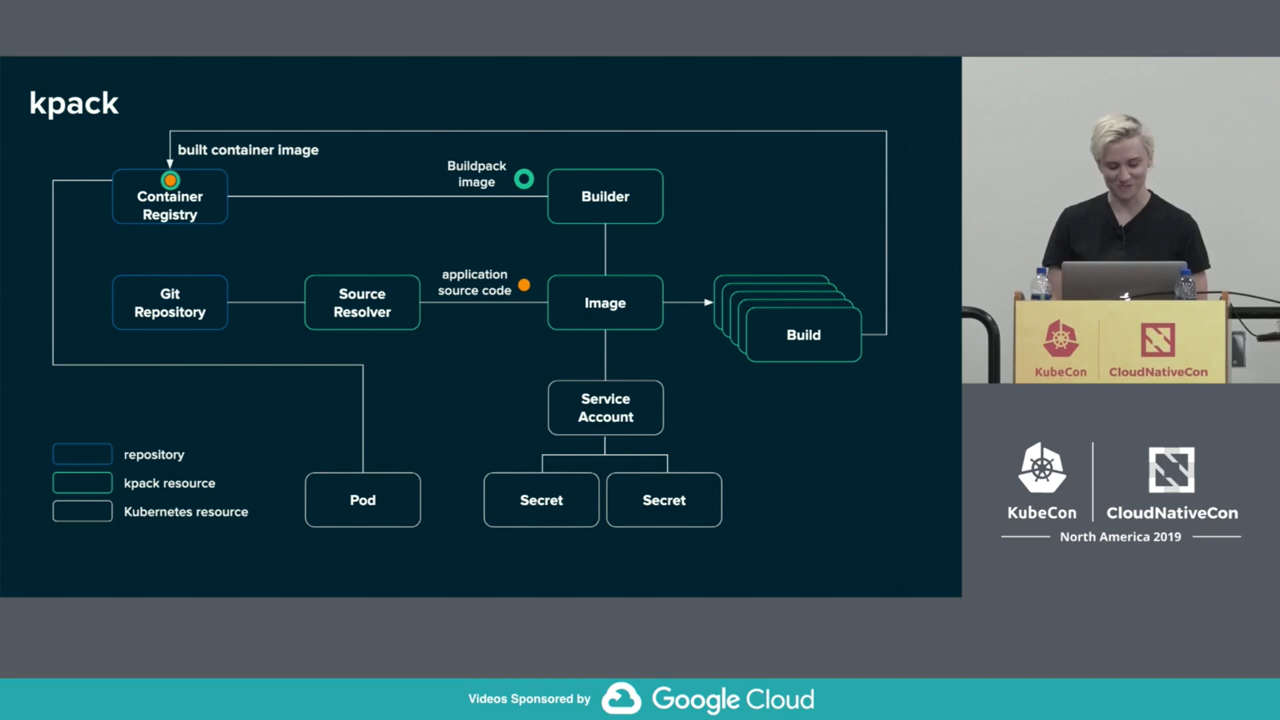 kpack
built container image
Buildpack
image
Container
Registry
Builder
application
source code
Git
Repository
Source
Resolver
Image
Build
Service
Account
repository
kpack resource
Kubernetes resource
Pod
Secret
Secret
KubeCon
CloudNativeCon
KubeCon
CloudNativeCon
North America 2019
Videos Sponsored by
Google Cloud